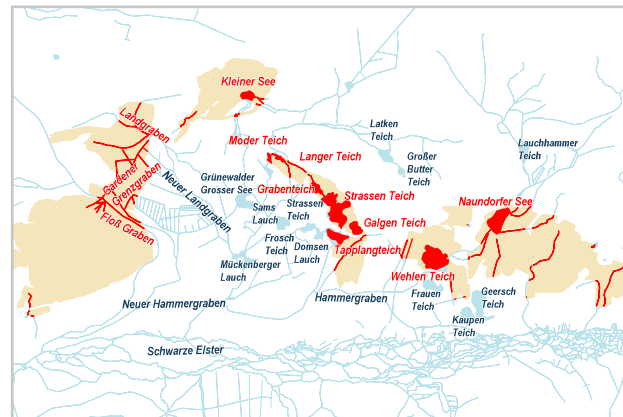 Kleiner See
Landgraben
Moder Teich
Latken
Teich
Lauchhammer
Teich
Langer Teich
Großer
Butter
Teich
Gardener
Grenzgraben
Neuer Landgraben
Grünewalder
Grosser See
Grabenteich
Strassen Teich
Naundorfer See
Sams
Lauch
Strassen
Teich
Floß Graben
Galgen Teich
Frosch
Teich
Domsen
Lauch
Tapplangteich
Mückenberger
Lauch
Wehlen Teich
Neuer Hammergraben
Hammergraben
Frauen
Teich
Geersch
Teich
Kaupen
Teich
Schwarze Elster